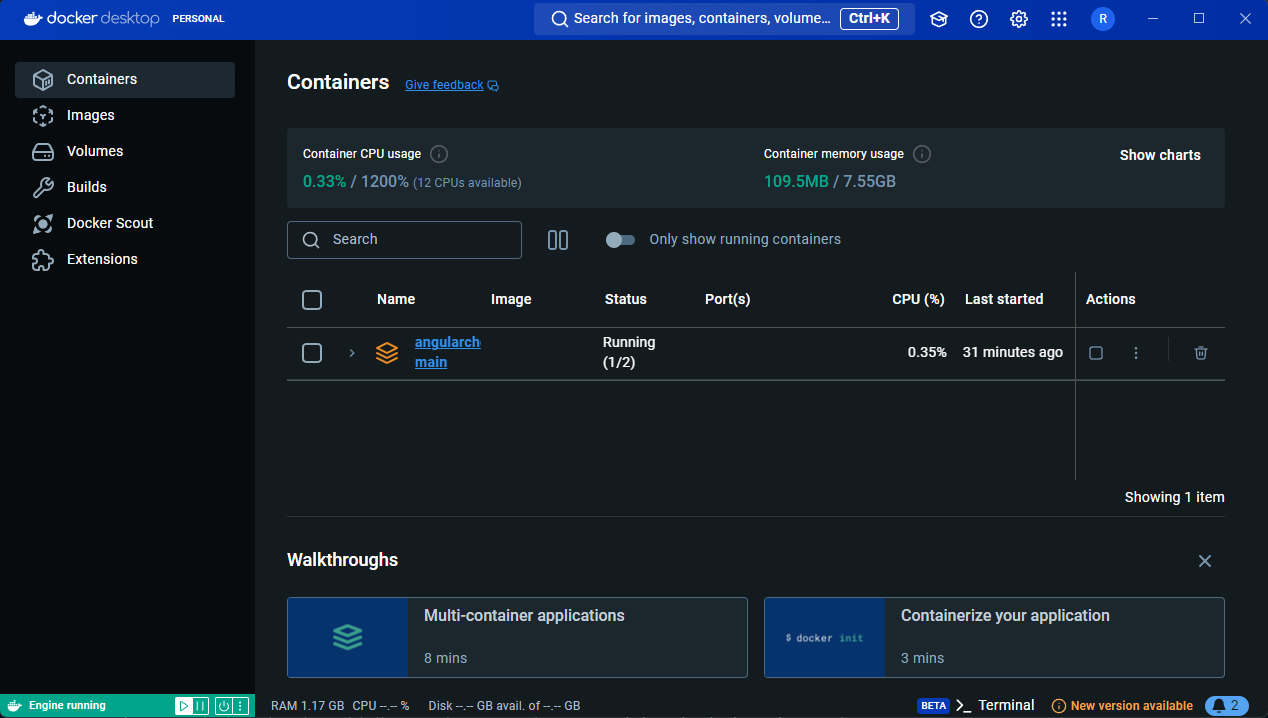 docker desktop PERSONAL
Search for images, containers, volume... Ctrl+K
R
Containers
Images
Volumes
Builds
Docker Scout
Extensions
Containers Give feedback
Container CPU usage
0.33% / 1200% (12 CPUs available)
Container memory usage
109.5MB / 7.55GB
Show charts
Search
Only show running containers
Name Image Status Port(s) CPU (%) Last started Actions
angularch
main
Running
(1/2)
0.35% 31 minutes ago
Showing 1 item
Walkthroughs
Multi-container applications
8 mins
$ docker init
Containerize your application
3 mins
Engine running
RAM 1.17 GB CPU --.-- % Disk --.-- GB avail. of --.-- GB
BETA >_ Terminal
New version available
2